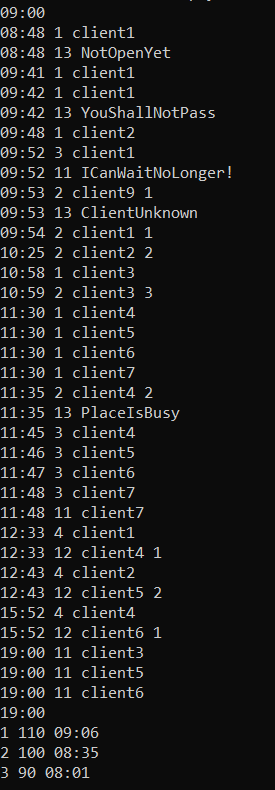 09:00
08:48 1 client1
08:48 13 NotOpenYet
09:41 1 client1
09:42 1 client1
09:42 13 YouShallNotPass
09:48 1 client2
09:52 3 client1
09:52 11 ICanWaitNoLonger!
09:53 2 client9 1
09:53 13 ClientUnknown
09:54 2 client1 1
10:25 2 client2 2
10:58 1 client3
10:59 2 client3 3
11:30 1 client4
11:30 1 client5
11:30 1 client6
11:30 1 client7
11:35 2 client4 2
11:35 13 PlaceIsBusy
11:45 3 client4
11:46 3 client5
11:47 3 client6
11:48 3 client7
11:48 11 client7
12:33 4 client1
12:33 12 client4 1
12:43 4 client2
12:43 12 client5 2
15:52 4 client4
15:52 12 client6 1
19:00 11 client3
19:00 11 client5
19:00 11 client6
19:00
1 110 09:06
2 100 08:35
3 90 08:01